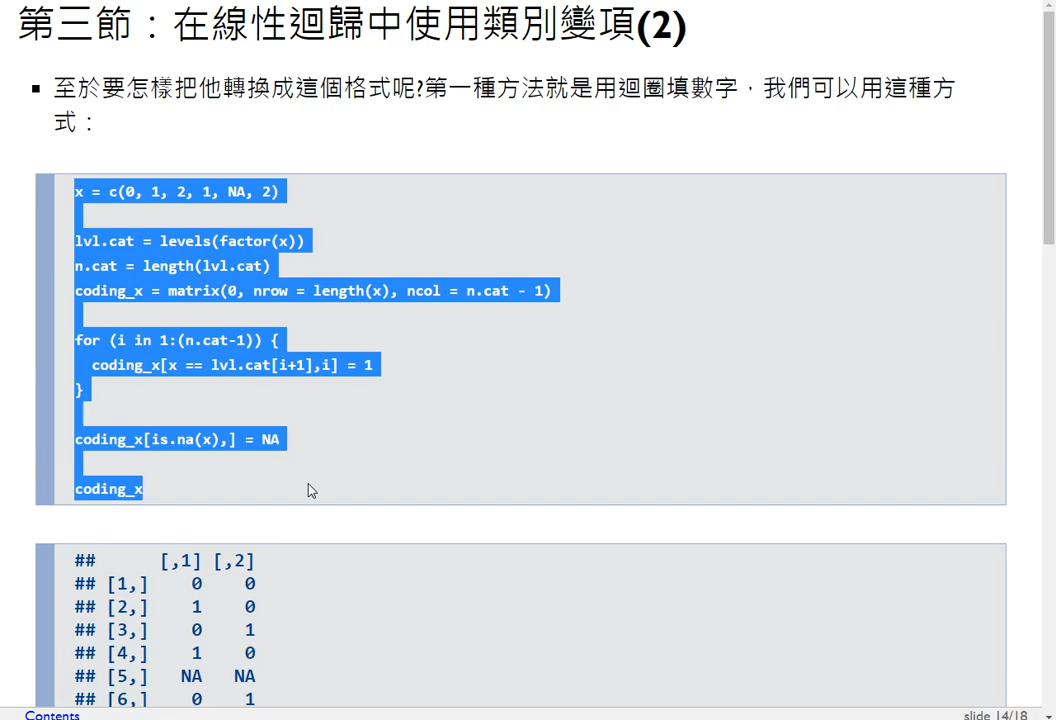 第三節：在線性迴歸中使用類別變項(2)
至於要怎樣把他轉換成這個格式呢?第一種方法就是用迴圈填數字，我們可以用這種方
式：
x = c(0, 1, 2, 1, NA, 2)
lvl.cat = levels(factor(x))
n.cat = length(lvl.cat)
coding_x = matrix(0, nrow = length(x), ncol = n.cat - 1)
for (i in 1:(n.cat-1)) {
coding_x[x == lvl.cat[i+1],i] = 1
}
coding_x[is.na(x),] = NA
coding_x
## [,1] [,2]
## [1,] 0 0
## [2,] 1 0
## [3,] 0 1
## [4,] 1 0
## [5,] NA NA
## [6,] 0 1
Contents
slide 14/18